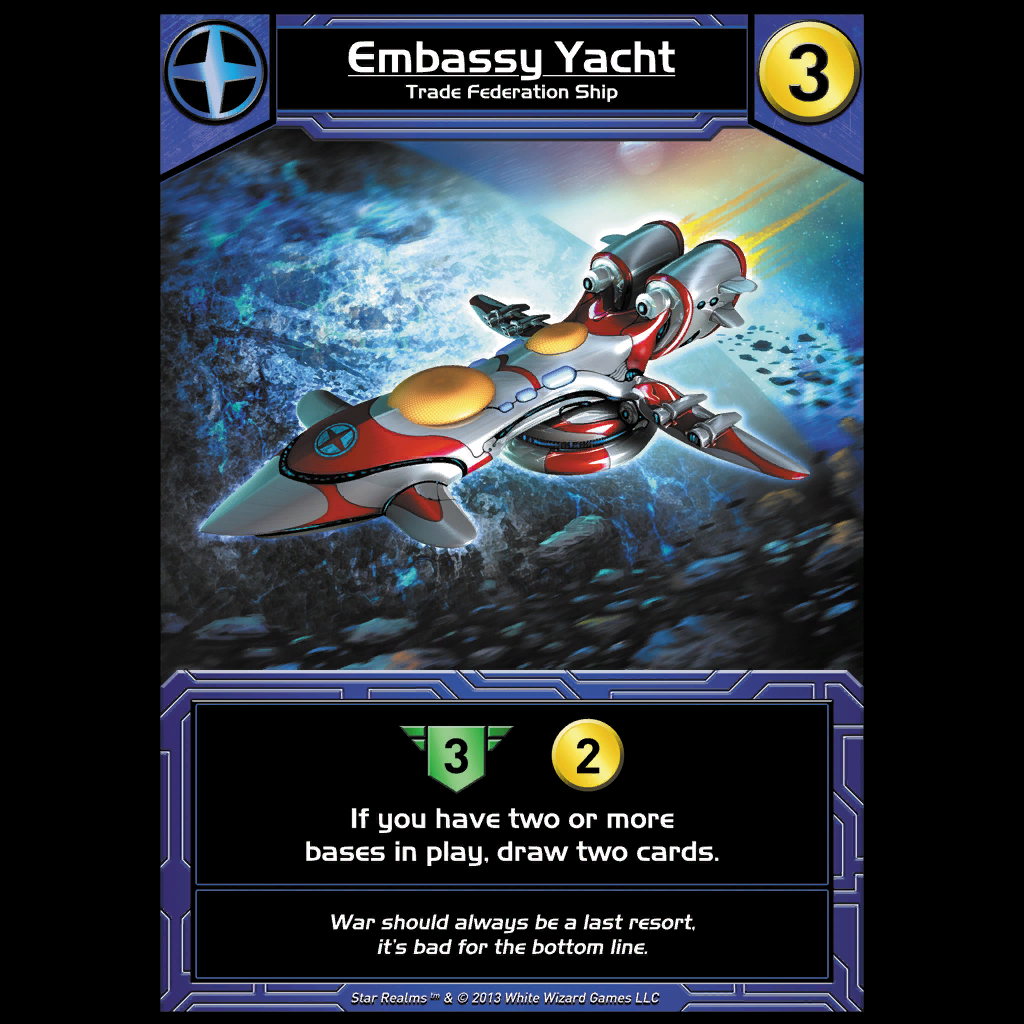 Embassy Yacht
Trade Federation Ship
3
3 2
If you have two or more
bases in play, draw two cards.
War should always be a last resort,
it's bad for the bottom line.
Star Realms™ & © 2013 White Wizard Games LLC